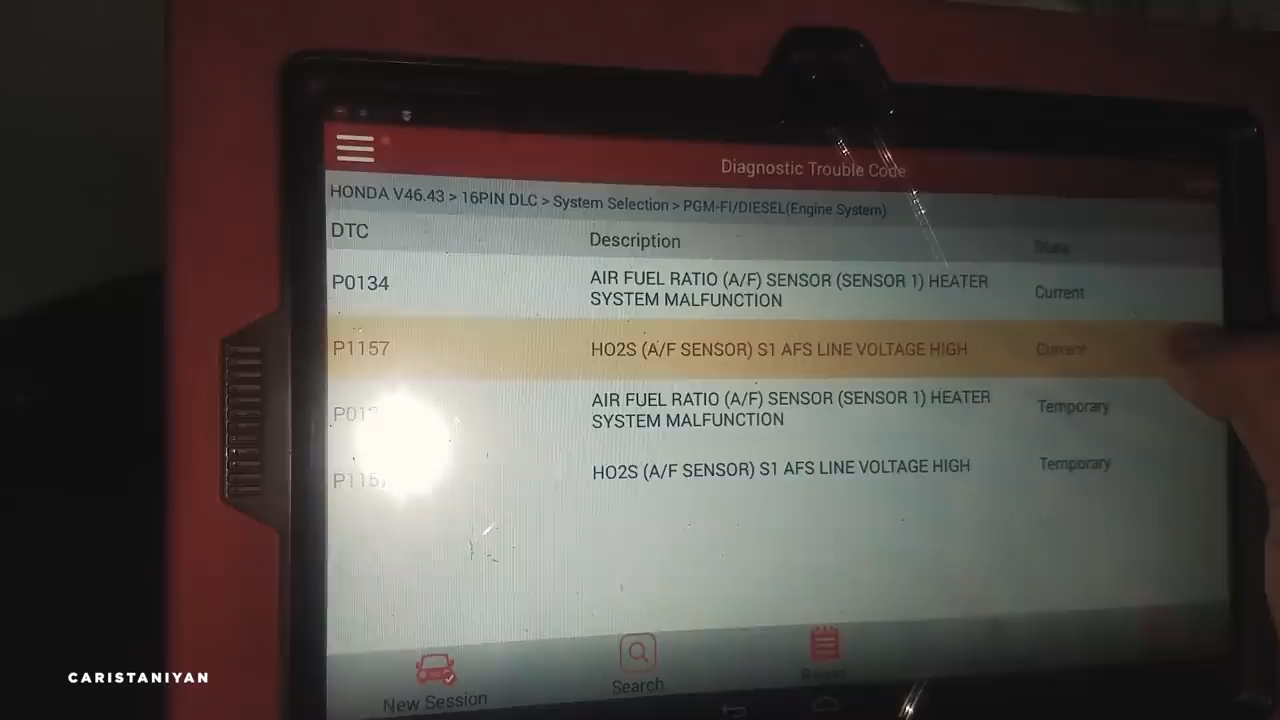 Diagnostic Trouble Code
HONDA V46.43 > 16PIN DLC > System Selection > PGM-FI/DIESEL(Engine System)
DTC Description State
P0134 AIR FUEL RATIO (A/F) SENSOR (SENSOR 1) HEATER
SYSTEM MALFUNCTION Current
P1157 HO2S (A/F SENSOR) S1 AFS LINE VOLTAGE HIGH Current
AIR FUEL RATIO (A/F) SENSOR (SENSOR 1) HEATER
SYSTEM MALFUNCTION Temporary
HO2S (A/F SENSOR) S1 AFS LINE VOLTAGE HIGH Temporary
New Session Search Report
CARISTANIYAN